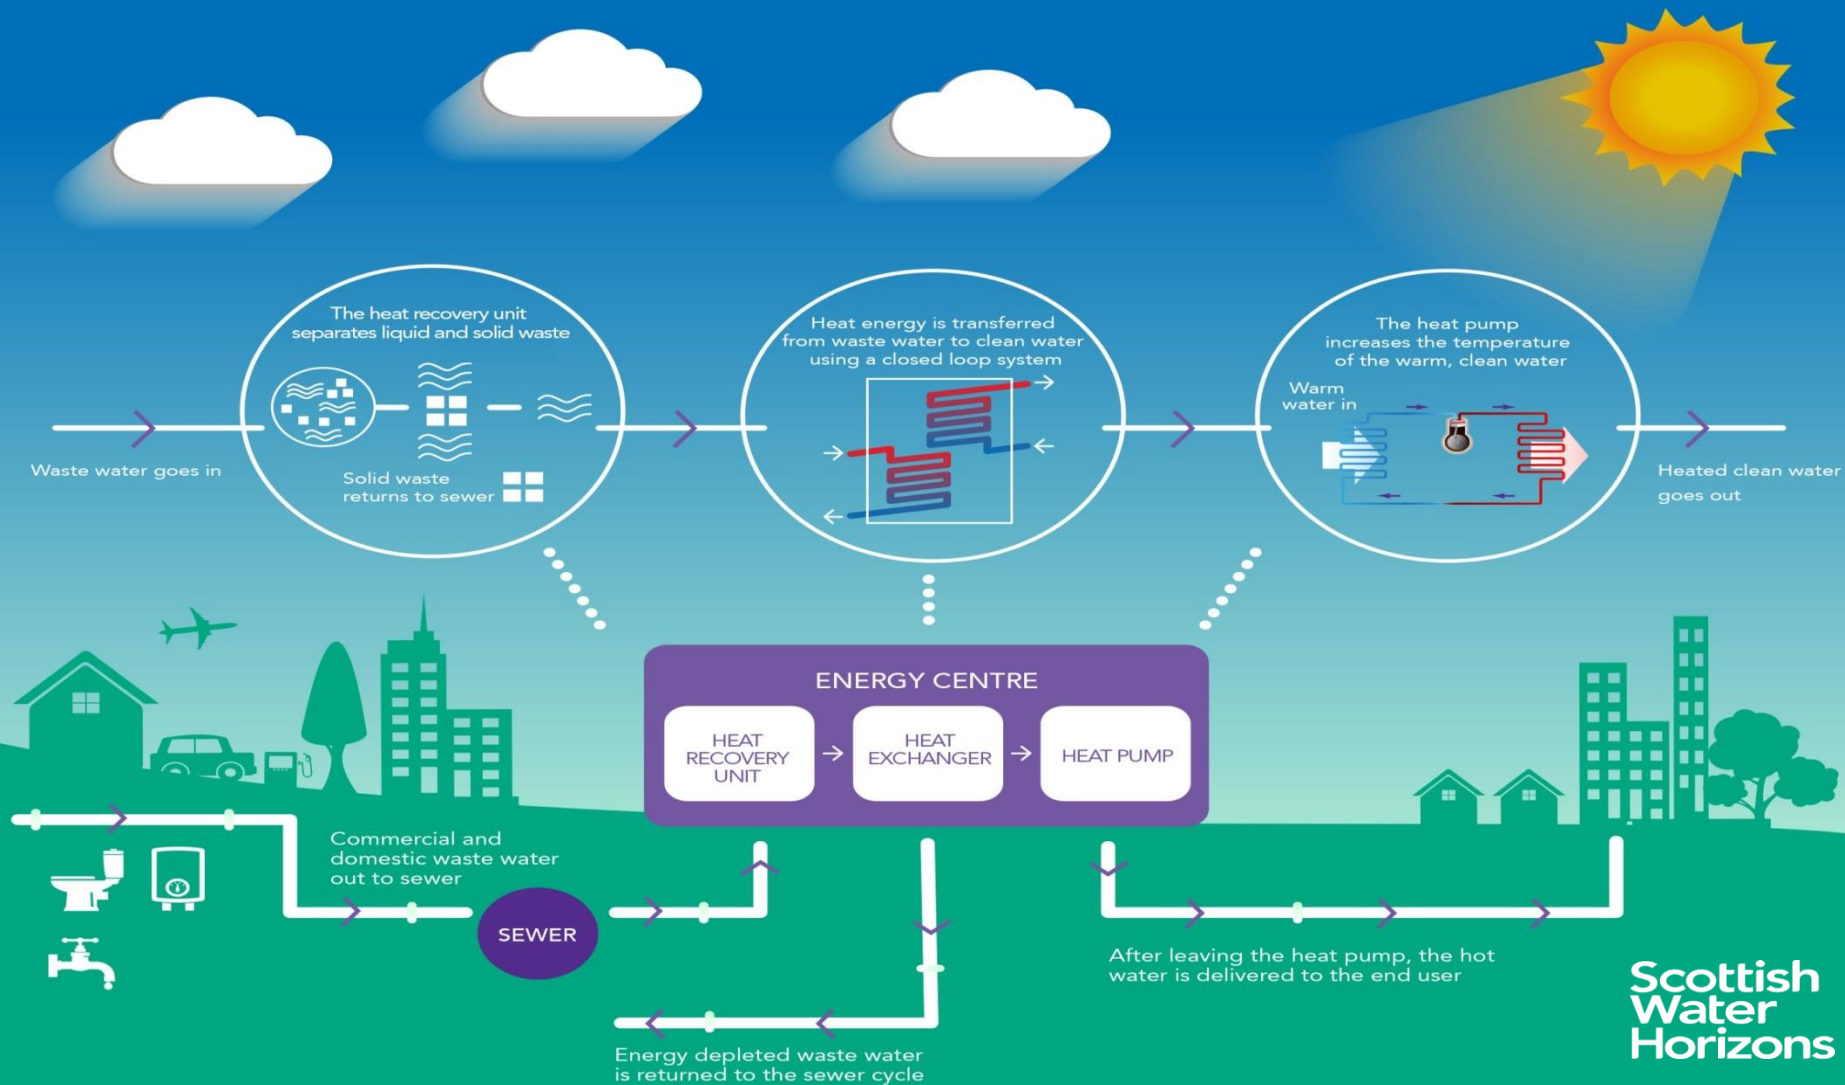 The heat recovery unit
separates liquid and solid waste
Solid waste
returns to sewer
Heat energy is transferred
from waste water to clean water
using a closed loop system
The heat pump
increases the temperature
of the warm, clean water
Warm
water in
Waste water goes in
Heated clean water
goes out
ENERGY CENTRE
HEAT
RECOVERY
UNIT
HEAT
EXCHANGER
HEAT PUMP
Commercial and
domestic waste water
out to sewer
SEWER
After leaving the heat pump, the hot
water is delivered to the end user
Energy depleted waste water
is returned to the sewer cycle
Scottish
Water
Horizons